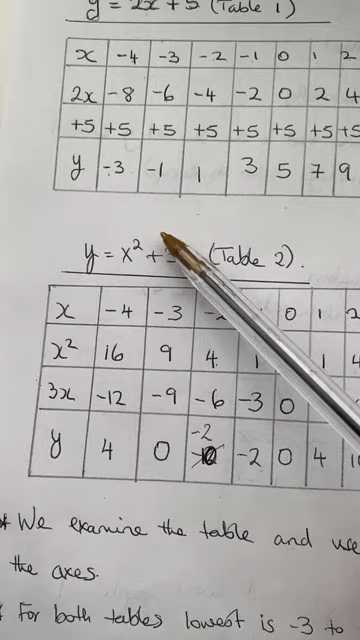 y = 2x + 5 (Table 1)
x -4 -3 -2 -1 0 1 2
2x -8 -6 -4 -2 0 2 4
+5 +5 +5 +5 +5 +5 +5 +5
y -3 -1 1 3 5 7 9
y = x² + (Table 2).
x -4 -3 0 1 2
x² 16 9 4 1 1 4
3x -12 -9 -6 -3 0
y 4 0 -2 -2 0 4
* We examine the table and use
the axes.
* For both tables lowest is -3 to